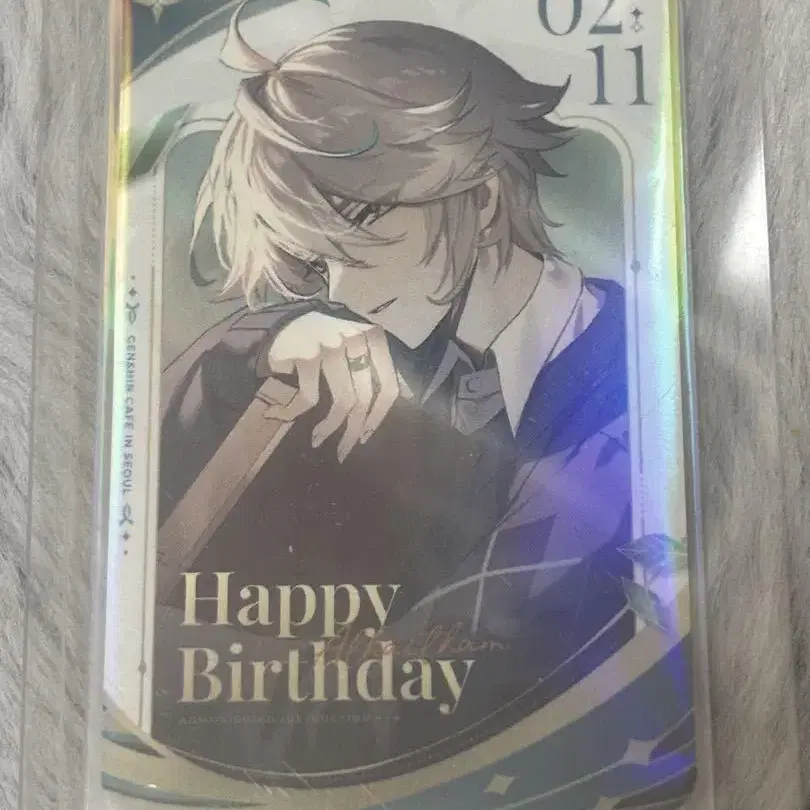 02
11
GENSHIN CAFE IN SEOUL
Happy
Alhaitham
Birthday